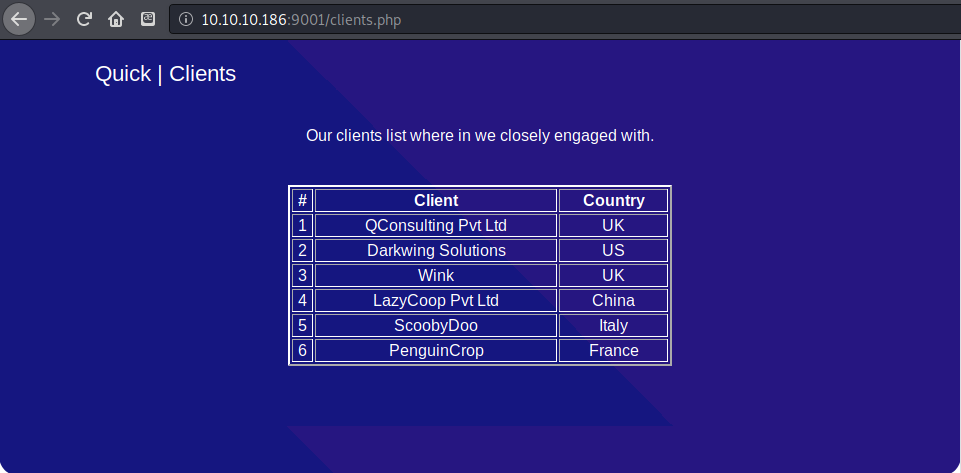 10.10.10.186:9001/clients.php
Quick | Clients
Our clients list where in we closely engaged with.
# Client Country
1 QConsulting Pvt Ltd UK
2 Darkwing Solutions US
3 Wink UK
4 LazyCoop Pvt Ltd China
5 ScoobyDoo Italy
6 PenguinCrop France